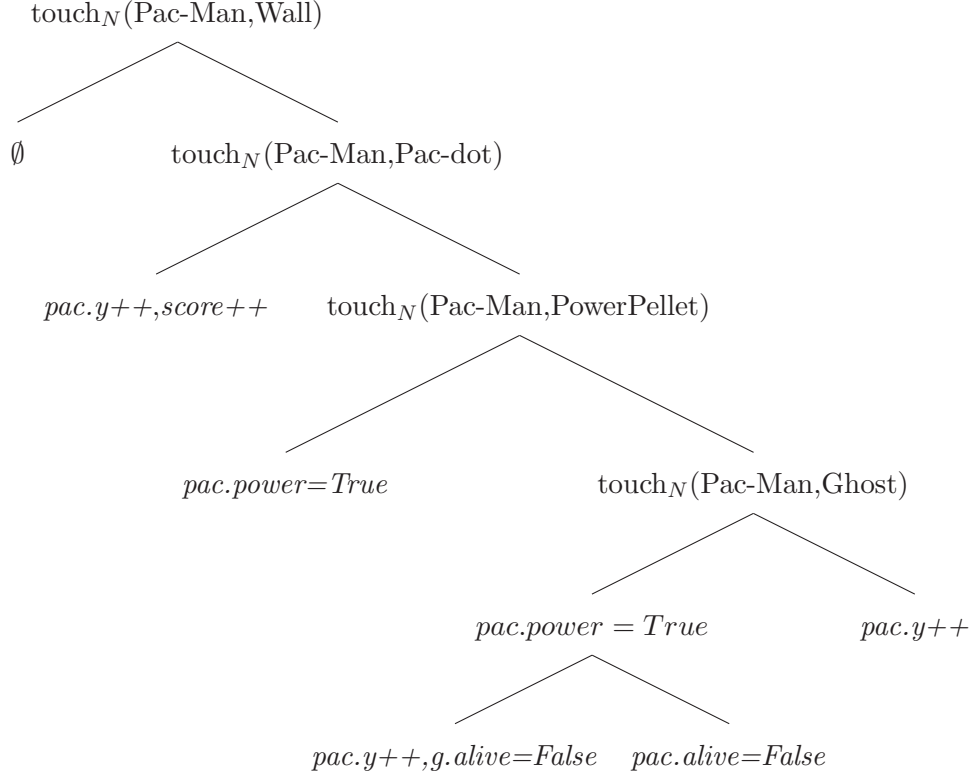 touch_N(Pac-Man,Wall)
∅ touch_N(Pac-Man,Pac-dot)
pac.y++,score++ touch_N(Pac-Man,PowerPellet)
pac.power=True touch_N(Pac-Man,Ghost)
pac.power = True pac.y++
pac.y++,g.alive=False pac.alive=False